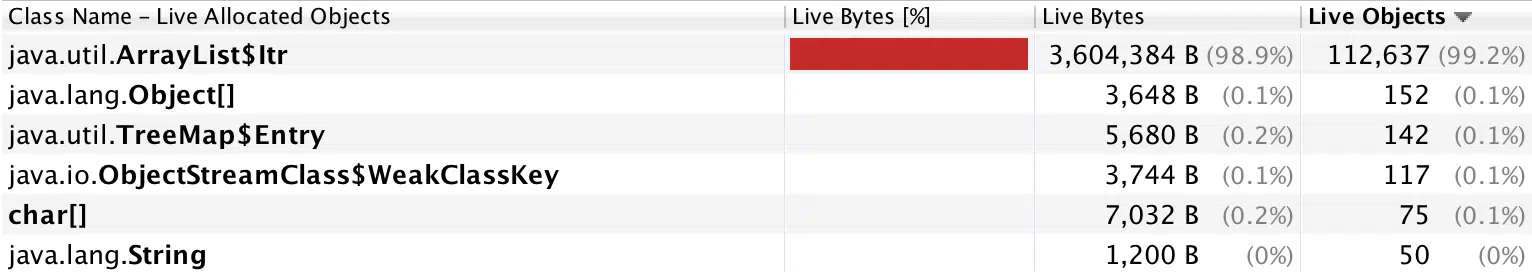 Class Name – Live Allocated Objects Live Bytes [%] Live Bytes Live Objects
java.util.ArrayList$Itr 3,604,384 B (98.9%) 112,637 (99.2%)
java.lang.Object[] 3,648 B (0.1%) 152 (0.1%)
java.util.TreeMap$Entry 5,680 B (0.2%) 142 (0.1%)
java.io.ObjectStreamClass$WeakClassKey 3,744 B (0.1%) 117 (0.1%)
char[] 7,032 B (0.2%) 75 (0.1%)
java.lang.String 1,200 B (0%) 50 (0%)